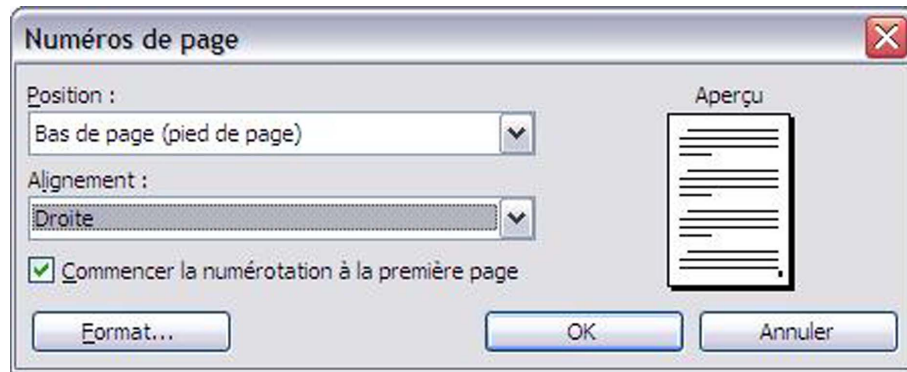 Numéros de page
Position :
Aperçu
Bas de page (pied de page)
Alignement :
Droite
Commencer la numérotation à la première page
Format...
OK
Annuler